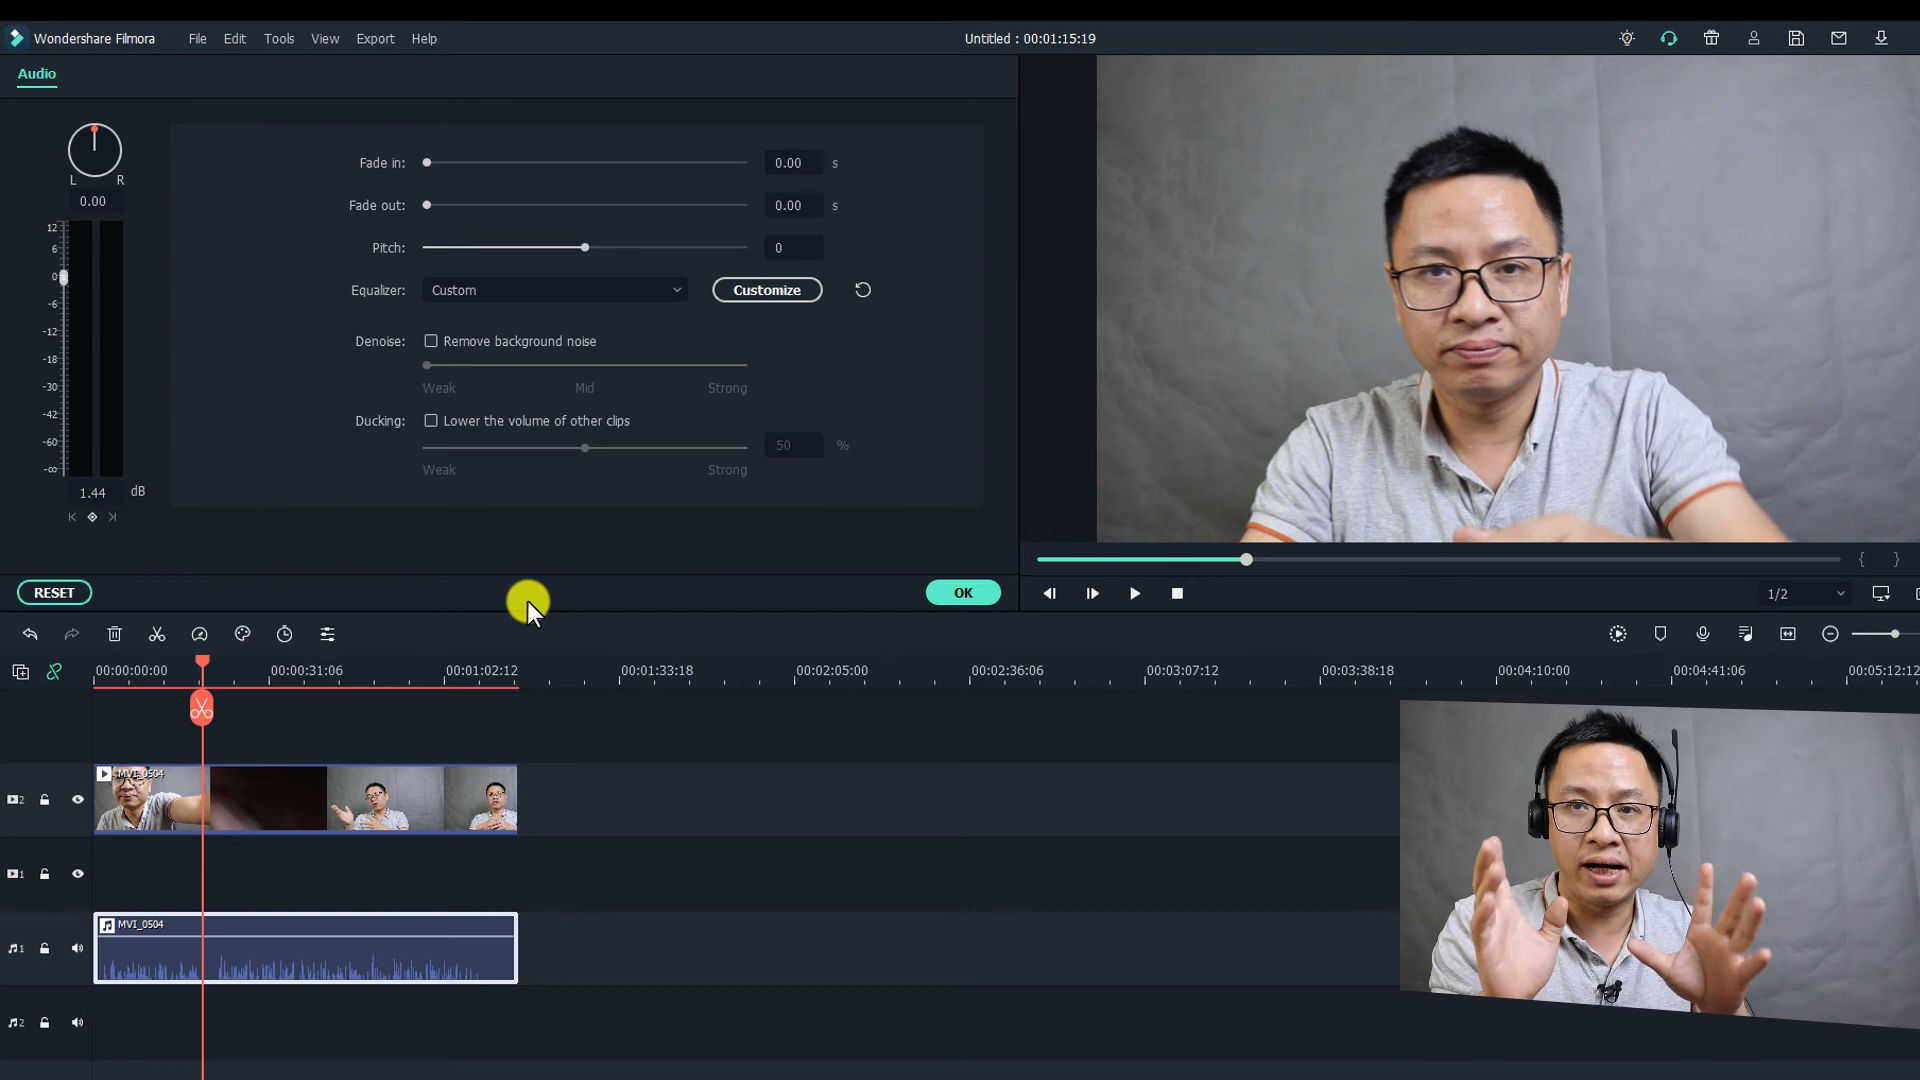 Wondershare Filmora File Edit Tools View Export Help Untitled : 00:01:15:19
Audio
L R
0.00
12
6
0
-6
-12
-18
-30
-42
-60
-∞
1.44 dB
Fade in: 0.00 s
Fade out: 0.00 s
Pitch: 0
Equalizer: Custom Customize
Denoise: Remove background noise
Weak Mid Strong
Ducking: Lower the volume of other clips
50 %
Weak Strong
RESET OK
{ }
1/2
00:00:00:00 00:00:31:06 00:01:02:12 00:01:33:18 00:02:05:00 00:02:36:06 00:03:07:12 00:03:38:18 00:04:10:00 00:04:41:06 00:05:12:12
MVI_0504
2
1
MVI_0504
1
2